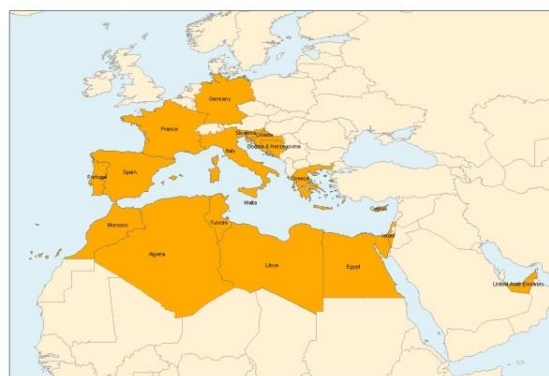 Germany
France
Slovenia
Croatia
Bosnia & Herzegovina
Italy
Portugal
Spain
Greece
Malta
Cyprus
Morocco
Tunisia
Israel
Algeria
Libya
Egypt
United Arab Emirates